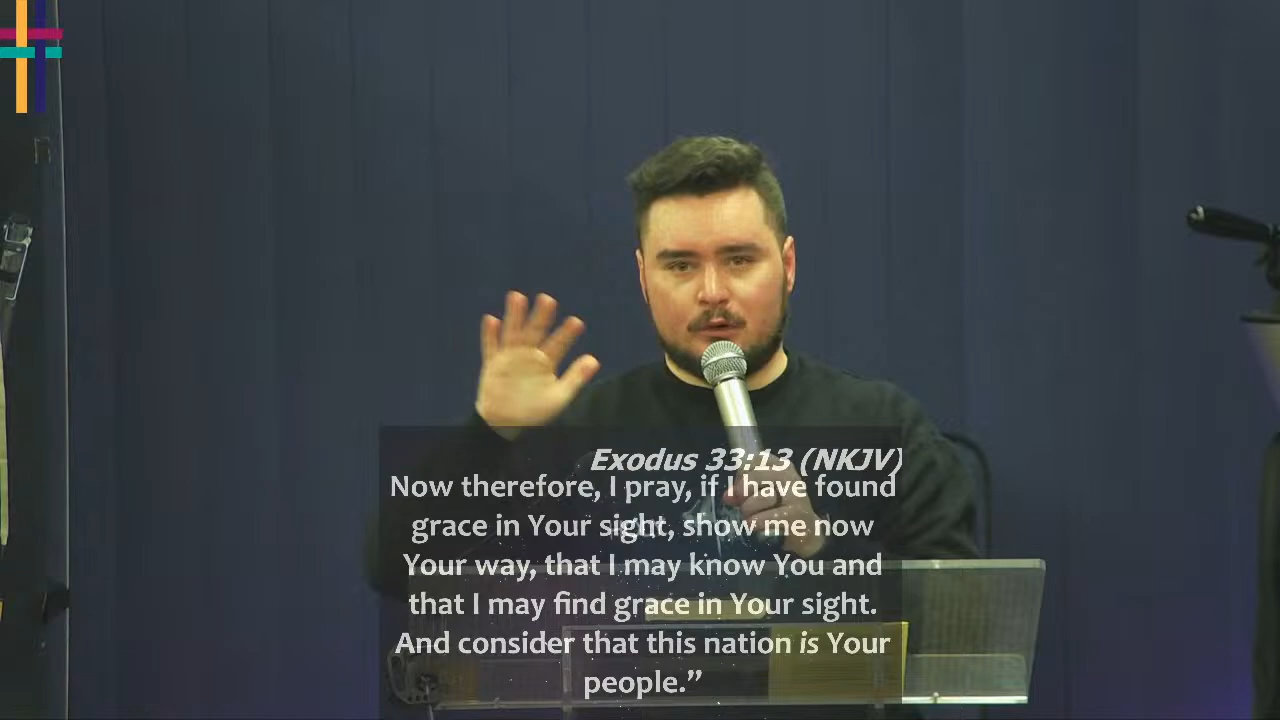 Exodus 33:13 (NKJV)
Now therefore, I pray, if I have found
grace in Your sight, show me now
Your way, that I may know You and
that I may find grace in Your sight.
And consider that this nation is Your
people.”